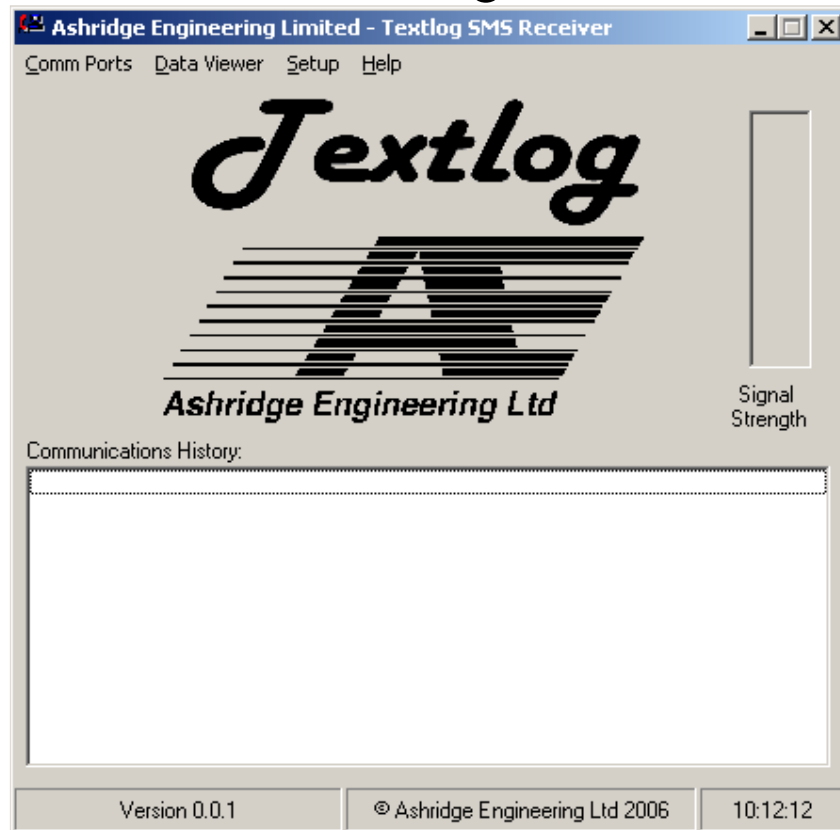 Ashridge Engineering Limited - Textlog SMS Receiver
Comm Ports Data Viewer Setup Help
Textlog
Ashridge Engineering Ltd
Signal
Strength
Communications History:
Version 0.0.1 © Ashridge Engineering Ltd 2006 10:12:12